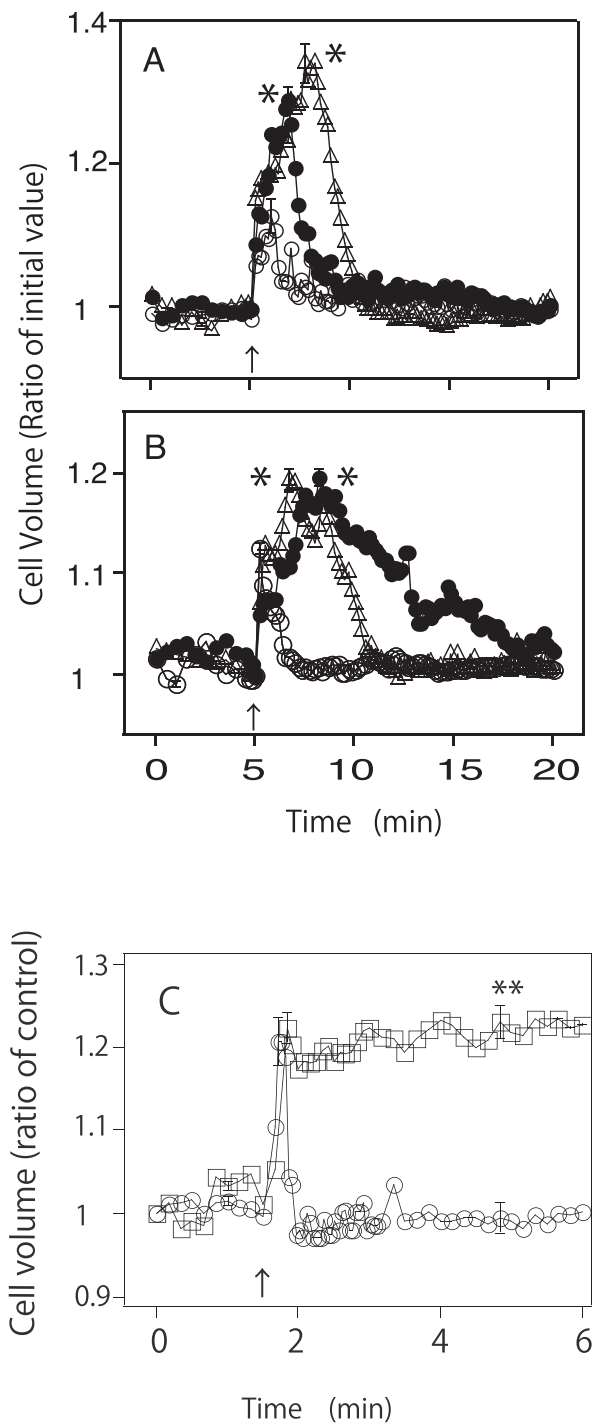 Cell Volume (Ratio of initial value)
1.4
A
*
*
1.2
1
↑
B
1.2
*
*
1.1
1
↑
0 5 10 15 20
Time (min)
Cell volume (ratio of control)
1.3
C
**
1.2
1.1
1
0.9
↑
0 2 4 6
Time (min)